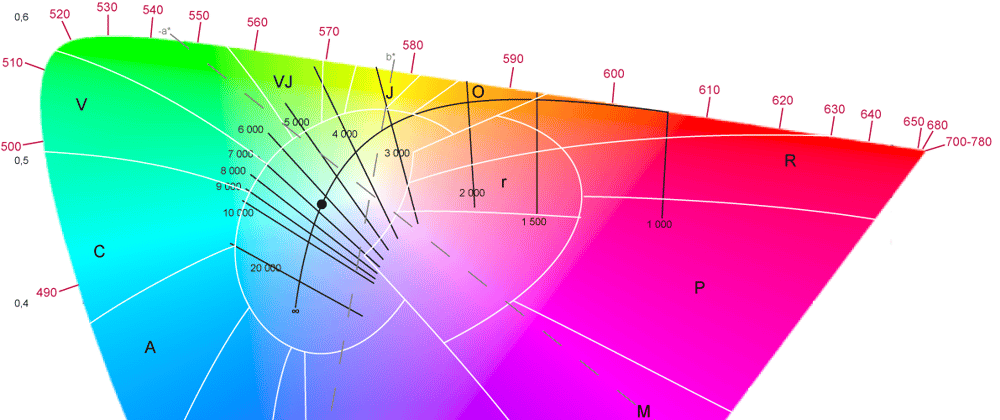 0,6
520
530
540
550
560
570
580
590
600
610
620
630
640
650
680
700-780
510
500
0,5
490
0,4
-a*
b*
V
VJ
J
O
R
r
C
P
A
M
6 000
5 000
4 000
3 000
7 000
8 000
9 000
10 000
2 000
1 500
1 000
20 000
∞